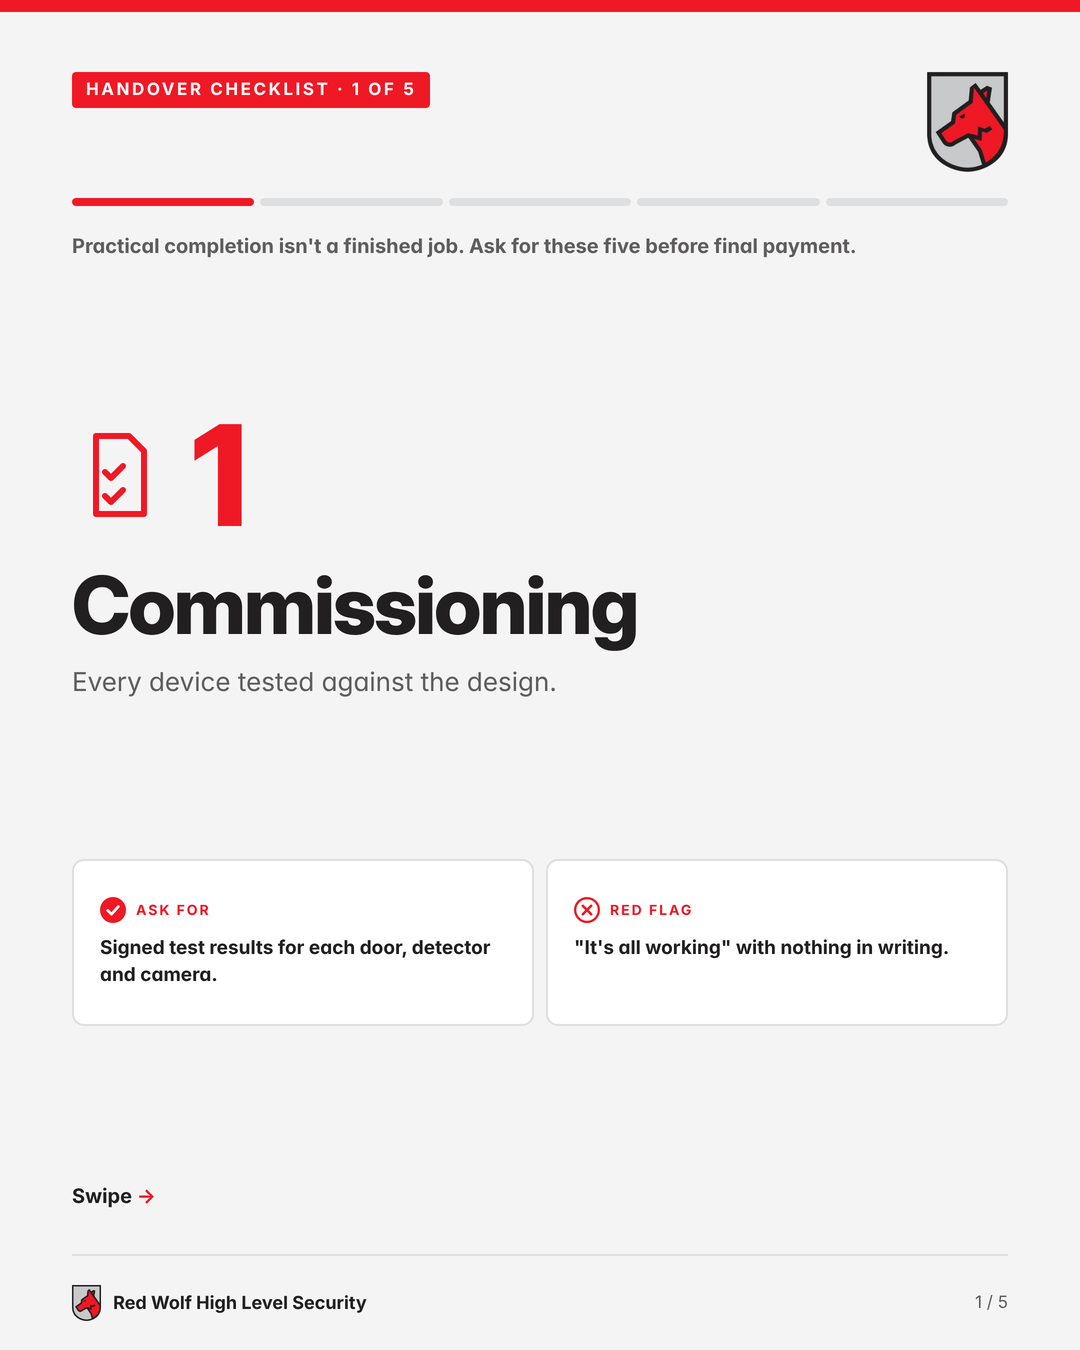 HANDOVER CHECKLIST · 1 OF 5
Practical completion isn't a finished job. Ask for these five before final payment.
1
Commissioning
Every device tested against the design.
ASK FOR
Signed test results for each door, detector
and camera.
RED FLAG
"It's all working" with nothing in writing.
Swipe →
Red Wolf High Level Security
1 / 5